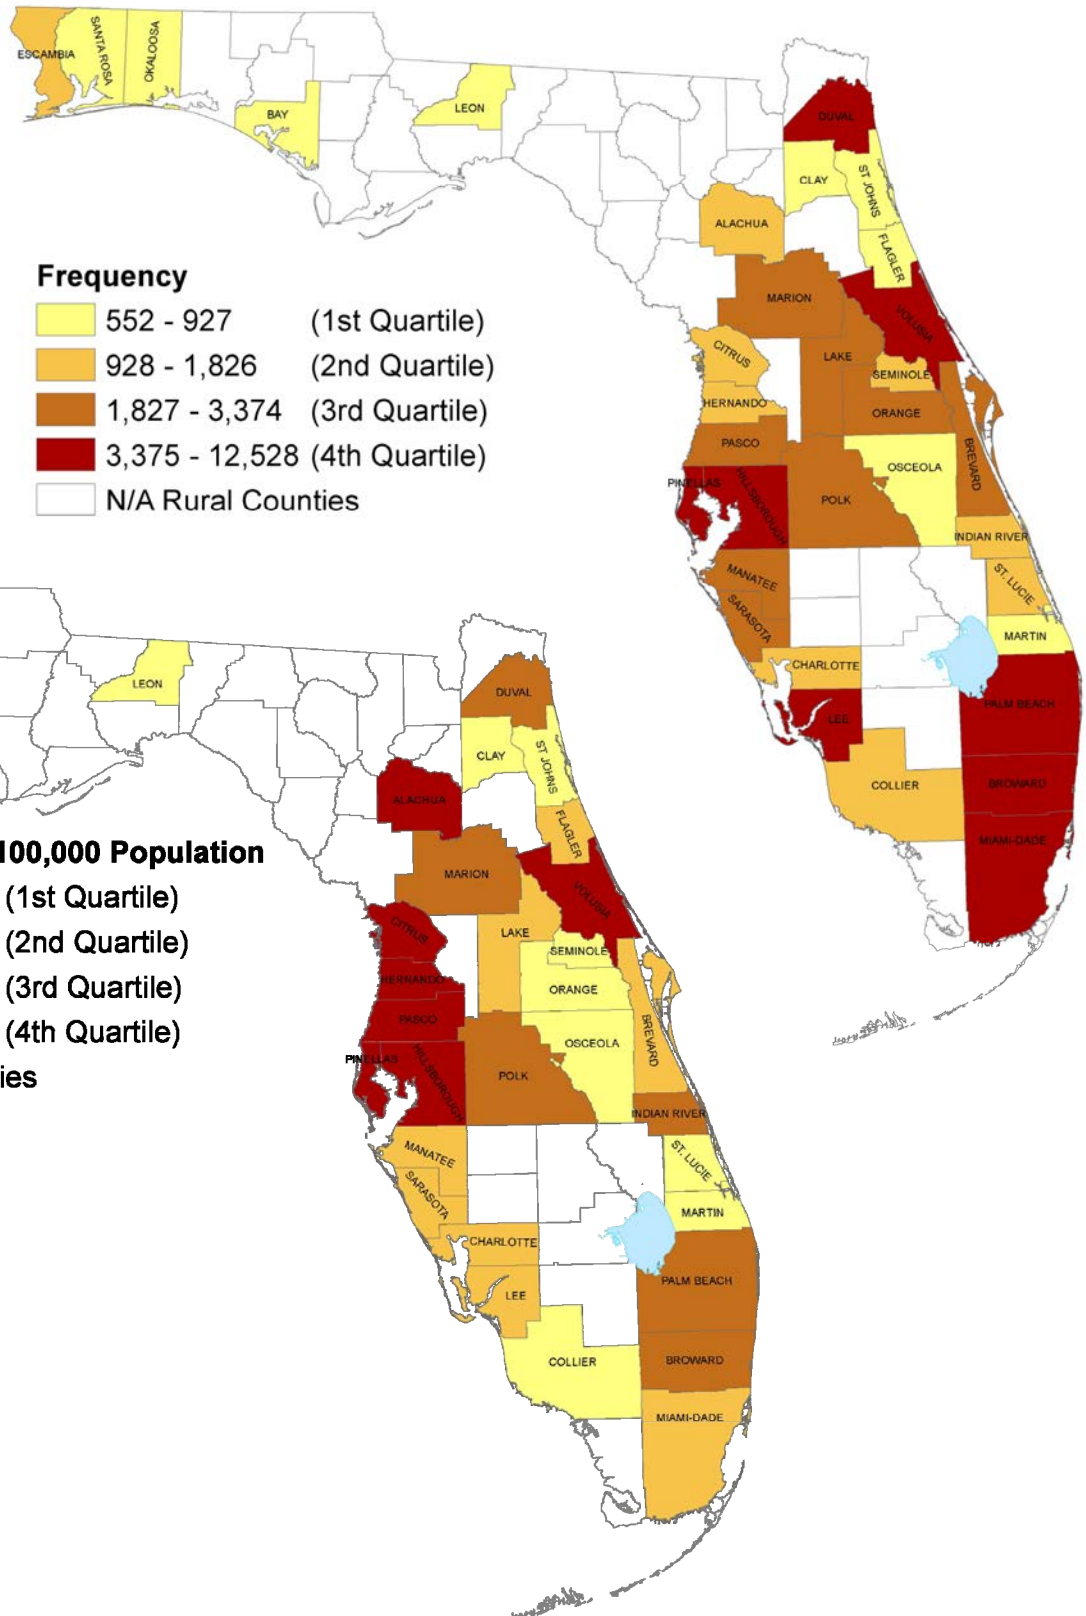 ESCAMBIA
SANTA ROSA
OKALOOSA
BAY
LEON
DUVAL
CLAY
ST JOHNS
ALACHUA
FLAGLER
MARION
VOLUSIA
CITRUS
LAKE
SEMINOLE
HERNANDO
ORANGE
PASCO
BREVARD
OSCEOLA
PINELLAS
HILLSBOROUGH
POLK
INDIAN RIVER
MANATEE
ST. LUCIE
SARASOTA
MARTIN
CHARLOTTE
PALM BEACH
LEE
COLLIER
BROWARD
MIAMI-DADE
Frequency
552 - 927 (1st Quartile)
928 - 1,826 (2nd Quartile)
1,827 - 3,374 (3rd Quartile)
3,375 - 12,528 (4th Quartile)
N/A Rural Counties
LEON
DUVAL
CLAY
ST JOHNS
ALACHUA
FLAGLER
MARION
VOLUSIA
CITRUS
LAKE
SEMINOLE
HERNANDO
ORANGE
PASCO
BREVARD
OSCEOLA
PINELLAS
HILLSBOROUGH
POLK
INDIAN RIVER
MANATEE
ST. LUCIE
SARASOTA
MARTIN
CHARLOTTE
PALM BEACH
LEE
COLLIER
BROWARD
MIAMI-DADE
100,000 Population
(1st Quartile)
(2nd Quartile)
(3rd Quartile)
(4th Quartile)
ies